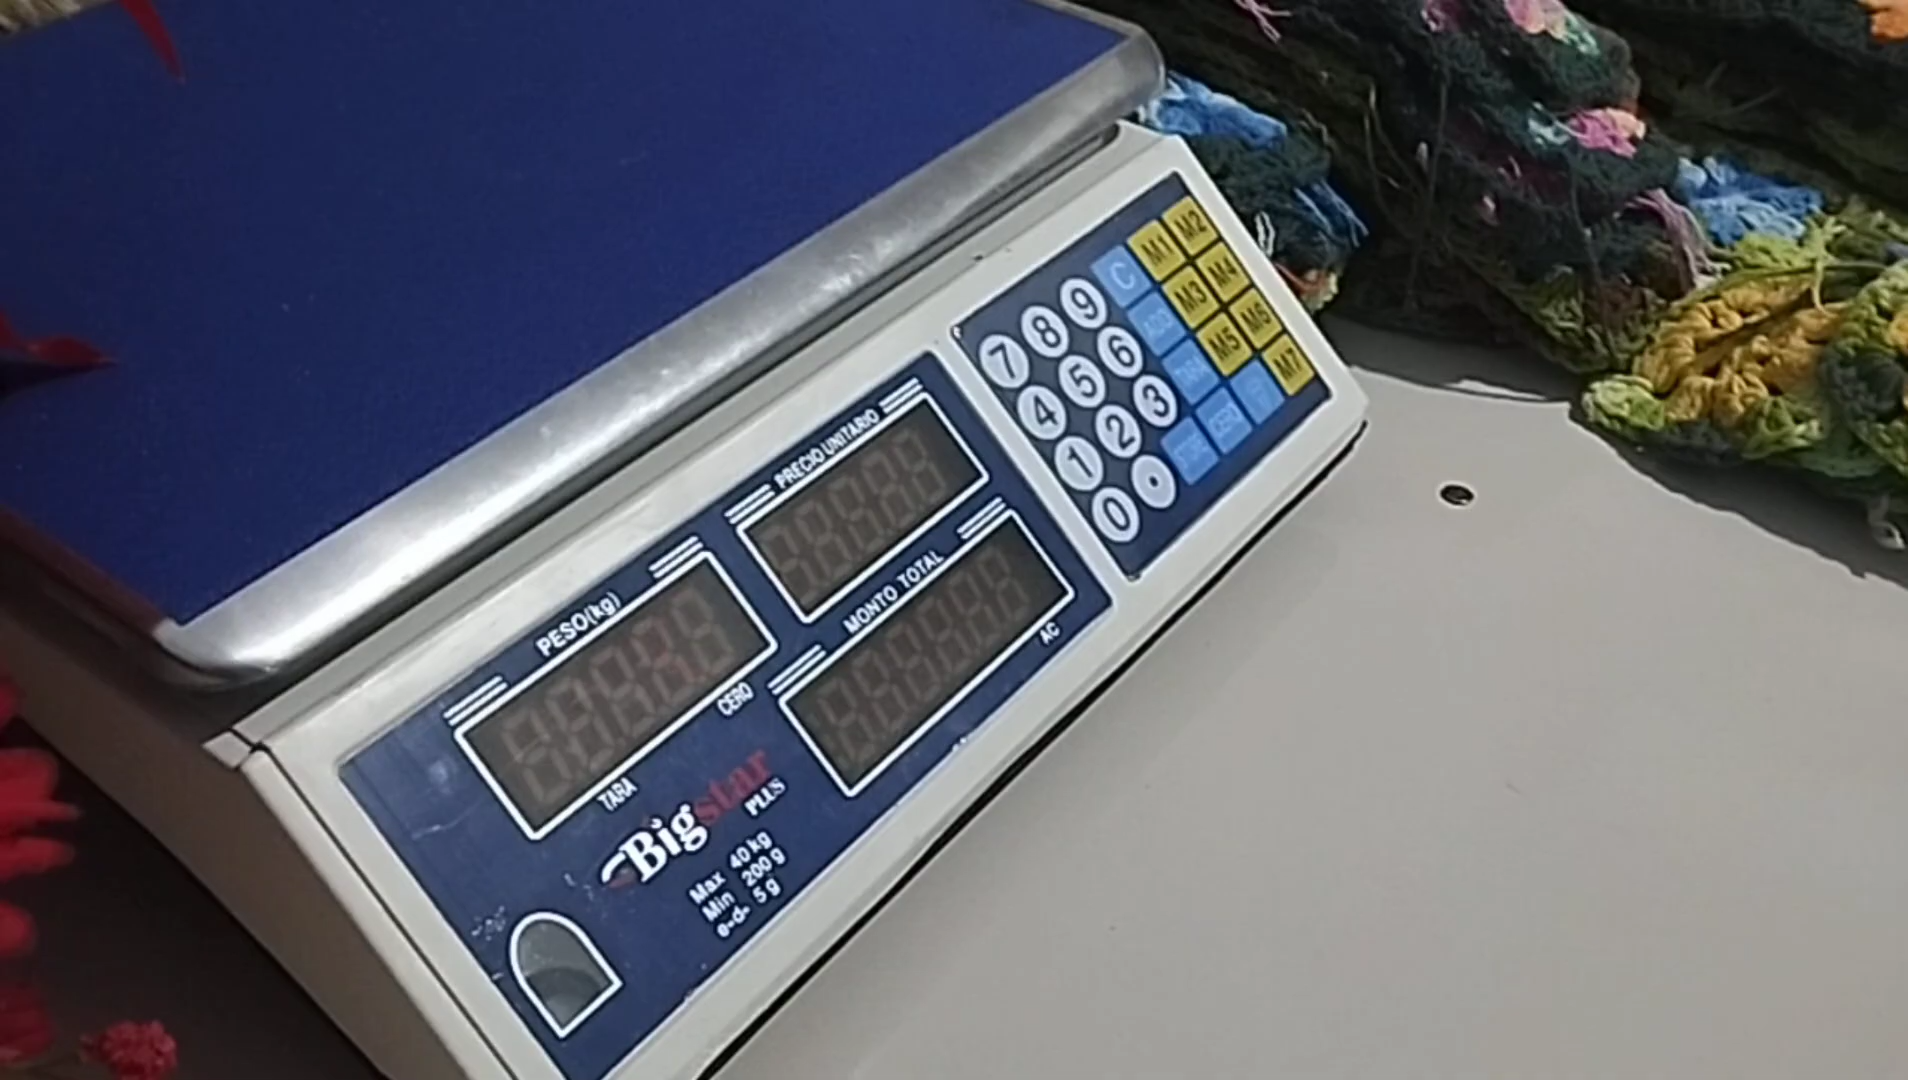 PESO(kg)
PRECIO UNITARIO
MONTO TOTAL
TARA
CERO
AC
Bigstar
PLUS
Max 40 kg
Min 200 g
e=d= 5 g
7 8 9 C M1 M2
4 5 6 M3 M4
1 2 3 M5 M6
0 . CERO M7